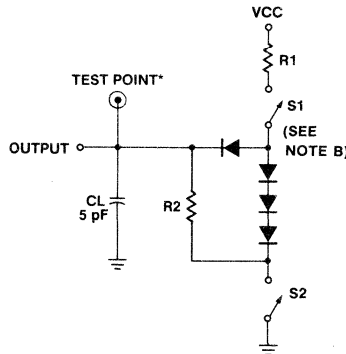 VCC
R1
TEST POINT*
S1
(SEE
NOTE B)
OUTPUT
CL
5 pF
R2
S2